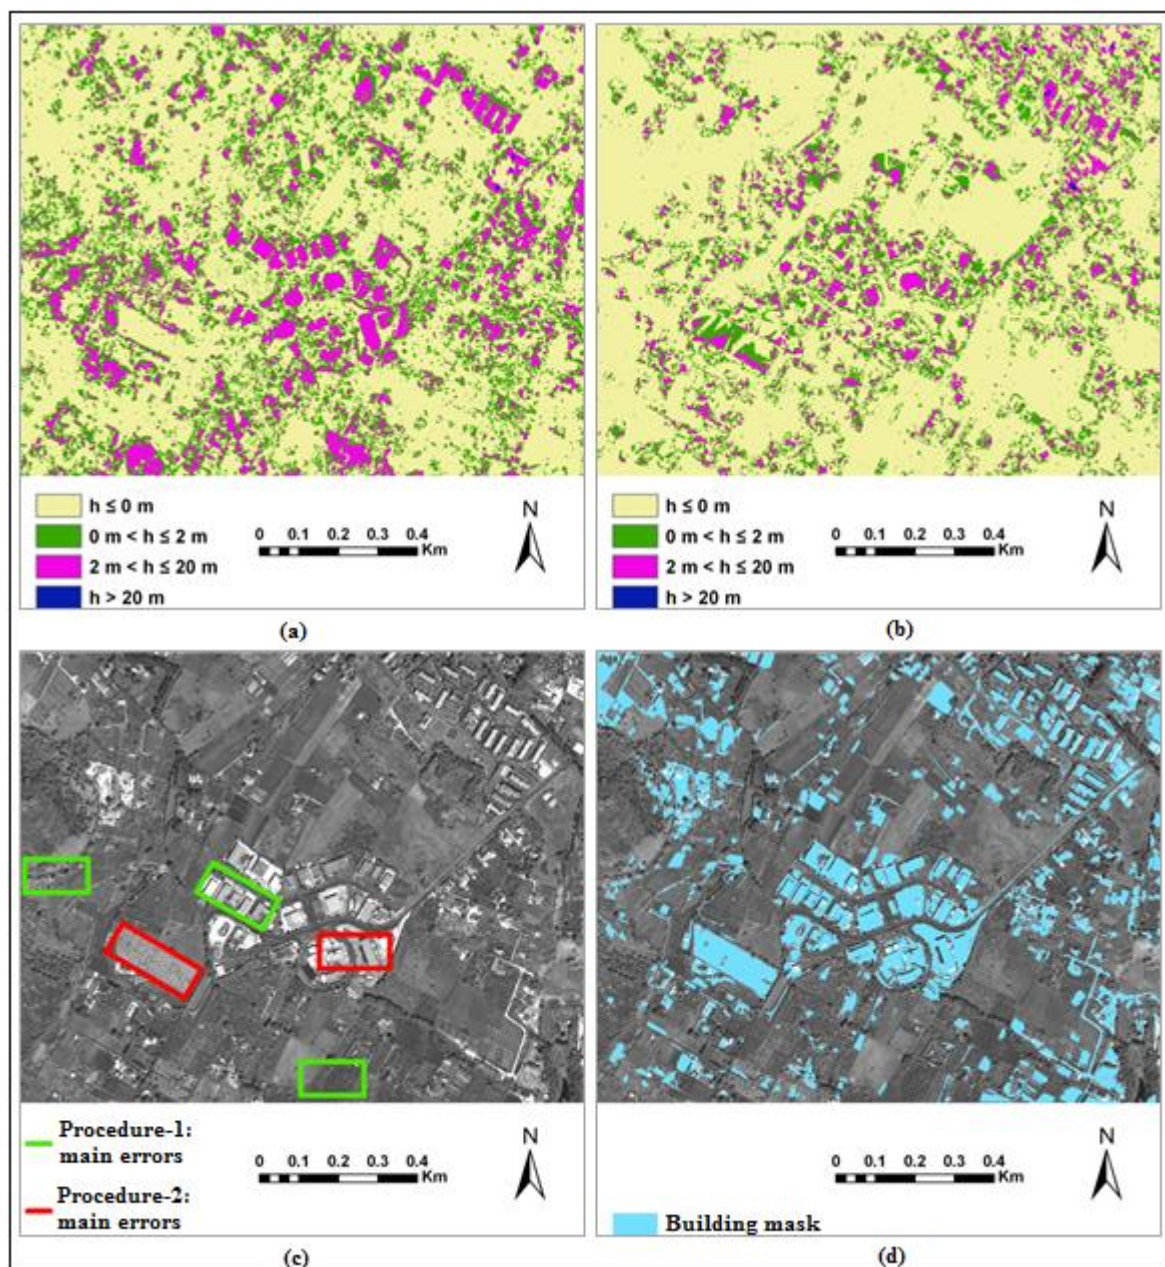 h ≤ 0 m
0 m < h ≤ 2 m
2 m < h ≤ 20 m
h > 20 m
0 0.1 0.2 0.3 0.4
Km
N
(a)
h ≤ 0 m
0 m < h ≤ 2 m
2 m < h ≤ 20 m
h > 20 m
0 0.1 0.2 0.3 0.4
Km
N
(b)
Procedure-1:
main errors
Procedure-2:
main errors
0 0.1 0.2 0.3 0.4
Km
N
(c)
Building mask
0 0.1 0.2 0.3 0.4
Km
N
(d)